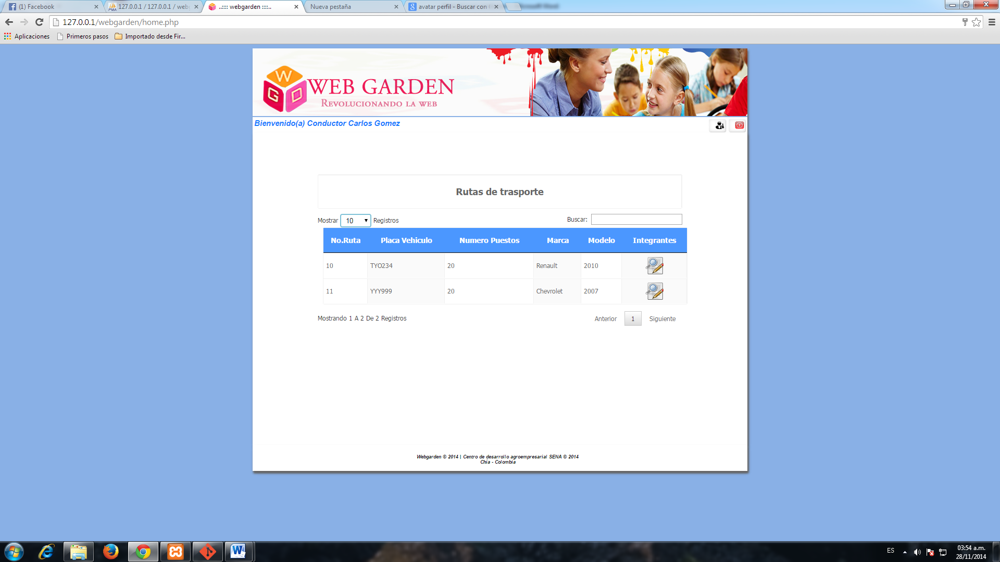 (1) Facebook
127.0.0.1 / 127.0.0.1 / web
..:::: webgarden ::::..
Nueva pestaña
avatar perfil - Buscar con
127.0.0.1/webgarden/home.php
Aplicaciones
Primeros pasos
Importado desde Fir...
W G D
WEB GARDEN
REVOLUCIONANDO LA WEB
Bienvenido(a) Conductor Carlos Gomez
Rutas de trasporte
Mostrar 10 Registros
Buscar:
No.Ruta Placa Vehiculo Numero Puestos Marca Modelo Integrantes
10 TYO234 20 Renault 2010
11 YYY999 20 Chevrolet 2007
Mostrando 1 A 2 De 2 Registros
Anterior 1 Siguiente
Webgarden © 2014 | Centro de desarrollo agroempresarial SENA © 2014
Chía - Colombia
ES
03:54 a.m.
28/11/2014